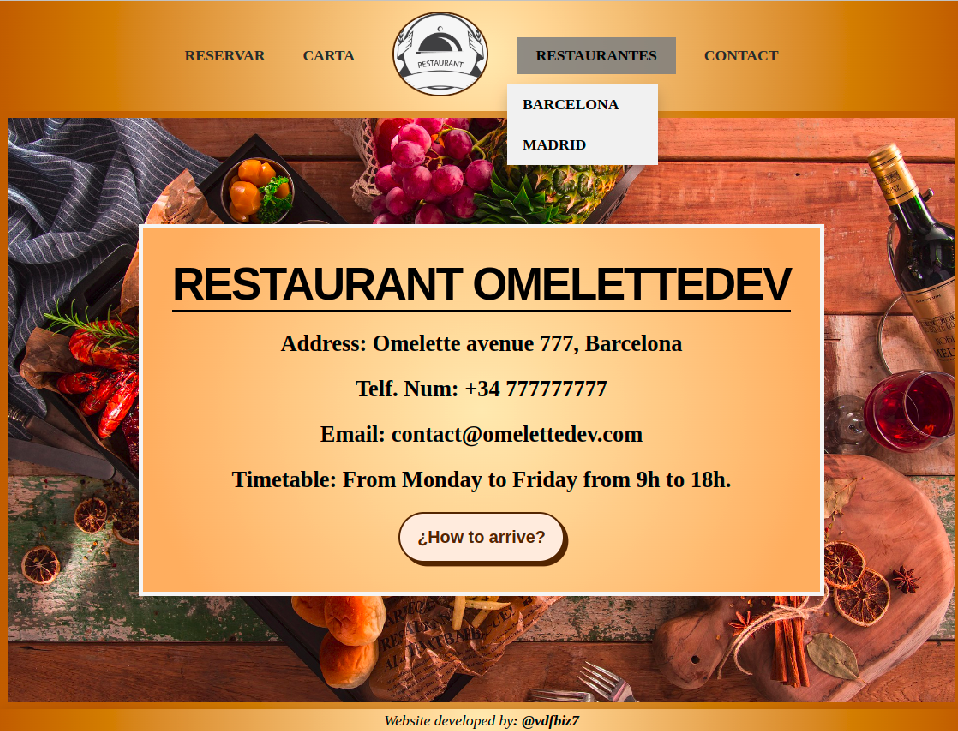 RESERVAR
CARTA
RESTAURANT
RESTAURANTES
CONTACT
BARCELONA
MADRID
RESTAURANT OMELETTEDEV
Address: Omelette avenue 777, Barcelona
Telf. Num: +34 777777777
Email: contact@omelettedev.com
Timetable: From Monday to Friday from 9h to 18h.
¿How to arrive?
Website developed by: @vdfbiz7